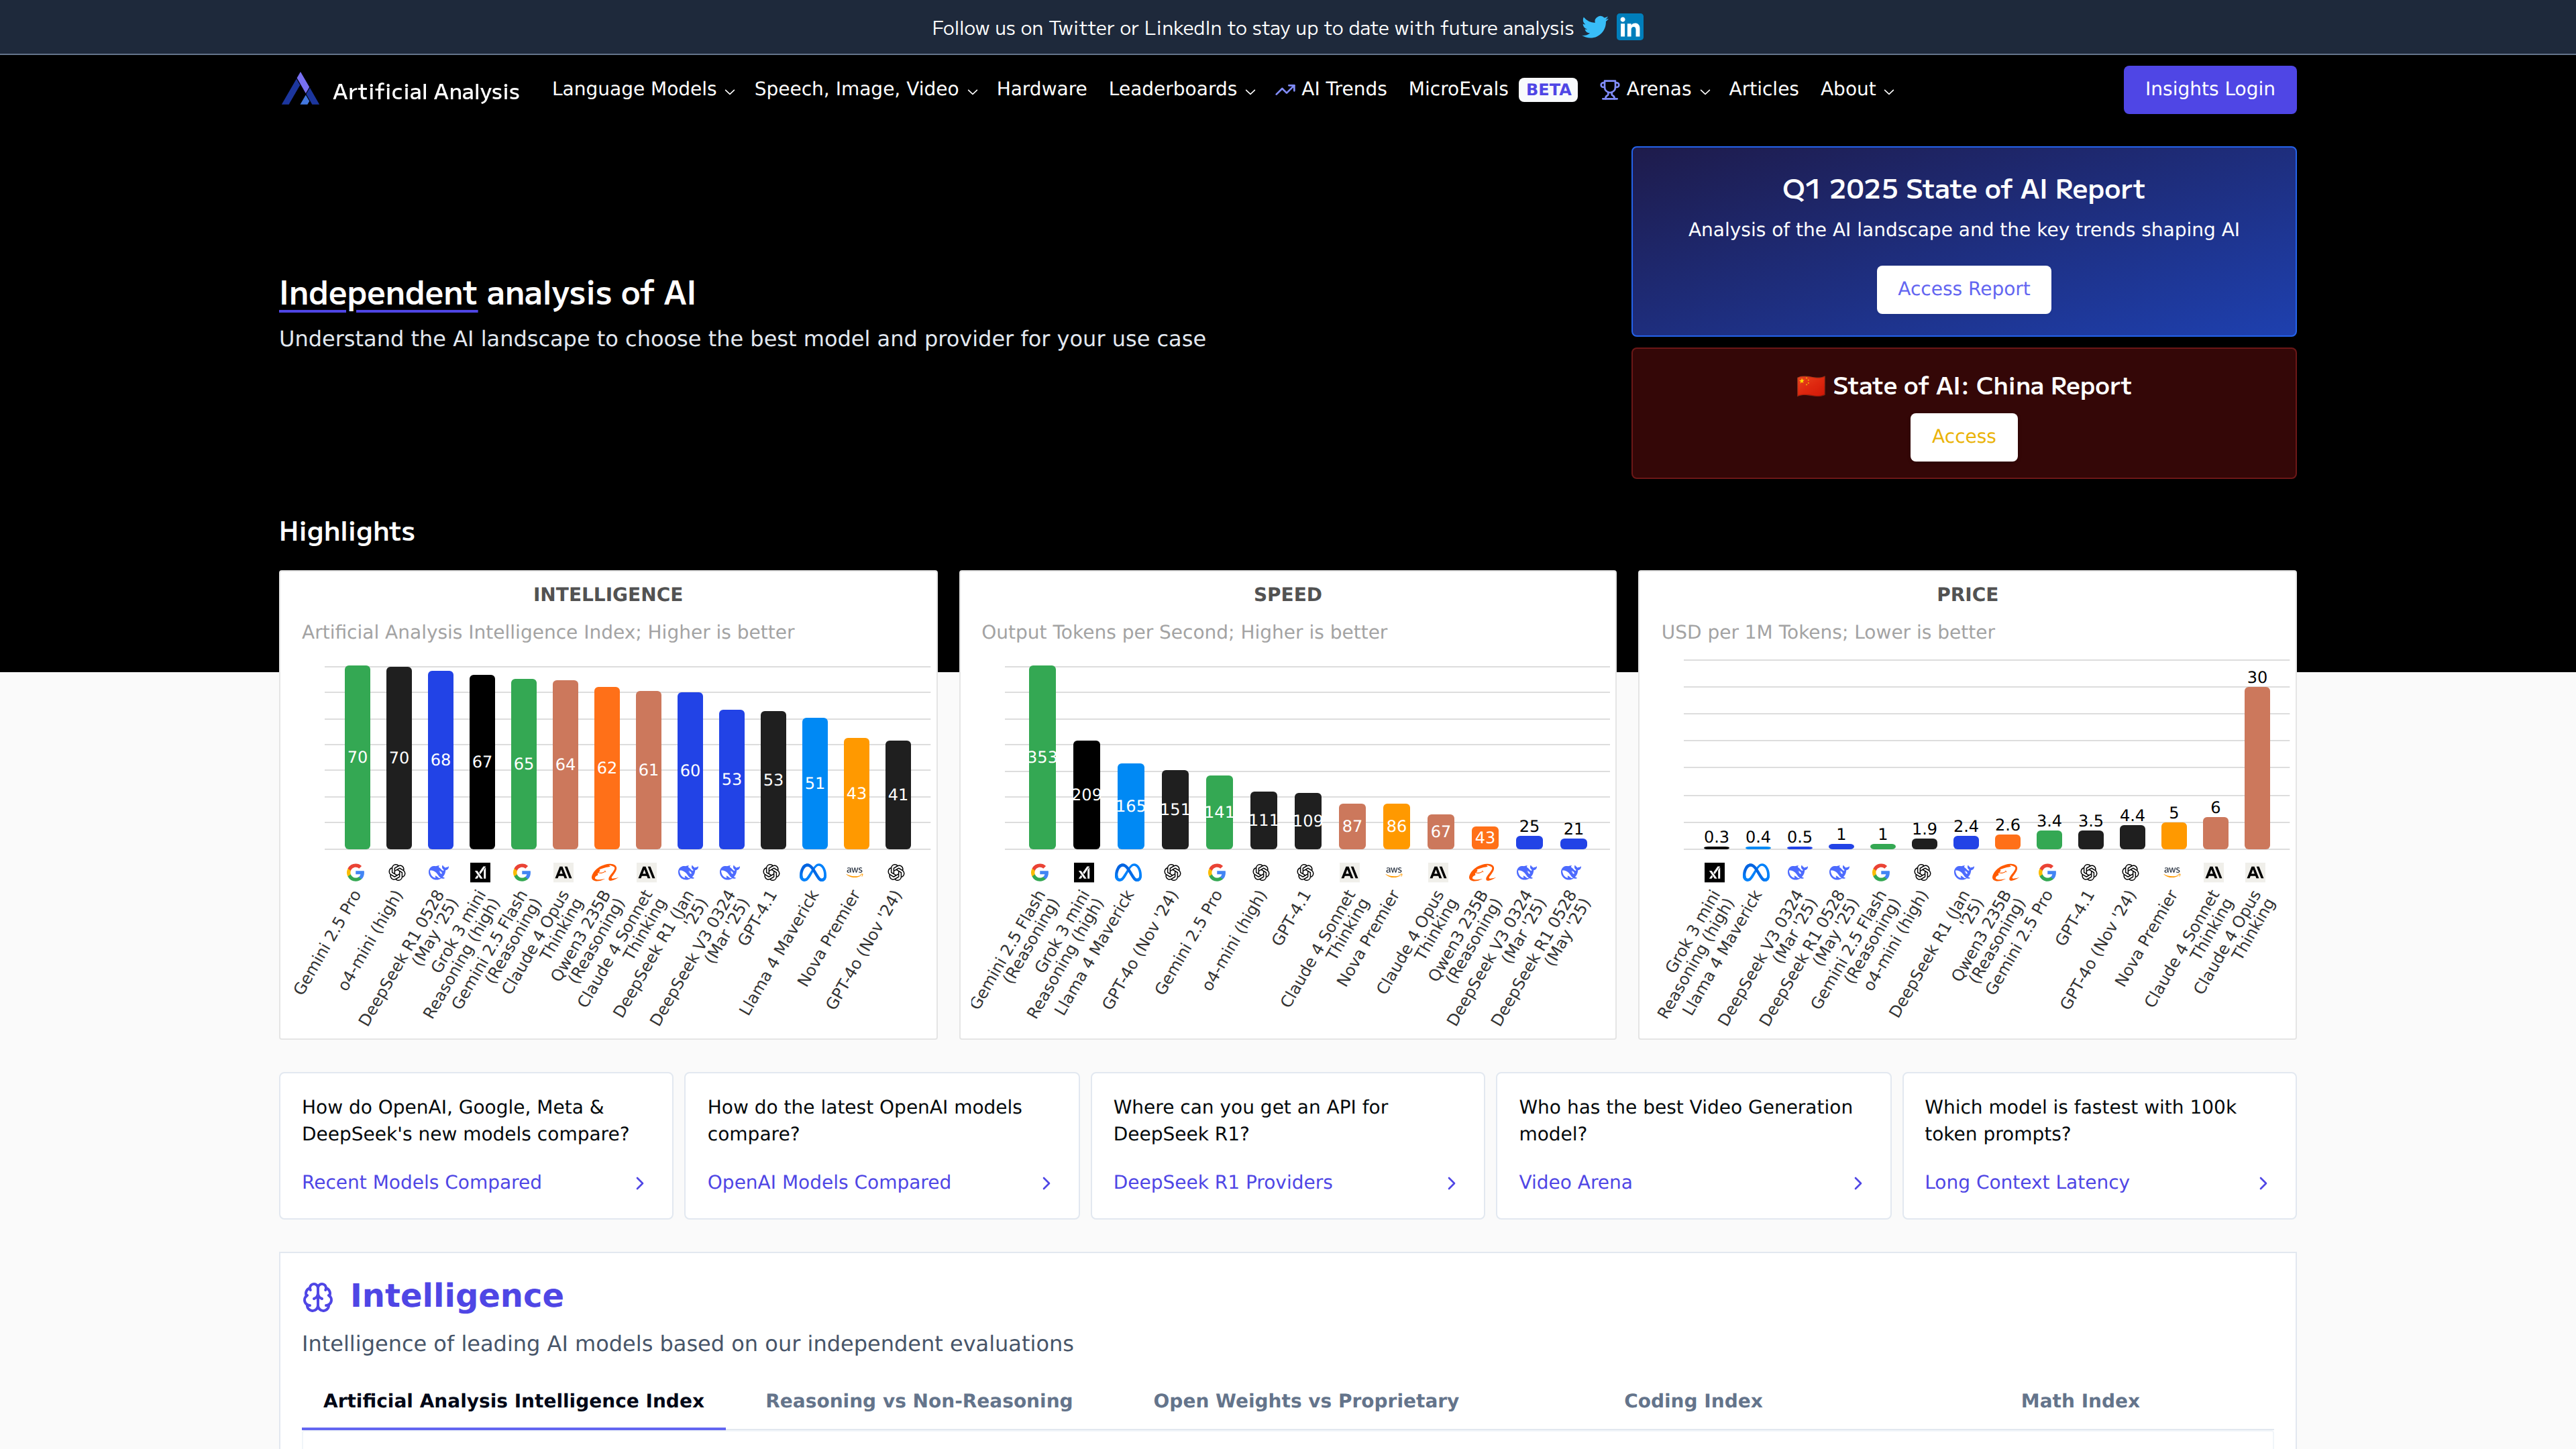 Follow us on Twitter or LinkedIn to stay up to date with future analysis
Artificial Analysis
Language Models
Speech, Image, Video
Hardware
Leaderboards
AI Trends
MicroEvals BETA
Arenas
Articles
About
Insights Login
Independent analysis of AI
Understand the AI landscape to choose the best model and provider for your use case
Q1 2025 State of AI Report
Analysis of the AI landscape and the key trends shaping AI
Access Report
🇨🇳 State of AI: China Report
Access
Highlights
INTELLIGENCE
Artificial Analysis Intelligence Index; Higher is better
70 70 68 67 65 64 62 61 60 53 53 51 43 41
aws
Gemini 2.5 Pro
o4-mini (high)
DeepSeek R1 0528
(May '25)
Grok 3 mini
Reasoning (high)
Gemini 2.5 Flash
(Reasoning)
Claude 4 Opus
Thinking
Qwen3 235B
(Reasoning)
Claude 4 Sonnet
Thinking
DeepSeek R1 (Jan
'25)
DeepSeek V3 0324
(Mar '25)
GPT-4.1
Llama 4 Maverick
Nova Premier
GPT-4o (Nov '24)
SPEED
Output Tokens per Second; Higher is better
353 209 165 151 141 111 109 87 86 67 43 25 21
aws
Gemini 2.5 Flash
(Reasoning)
Grok 3 mini
Reasoning (high)
Llama 4 Maverick
GPT-4o (Nov '24)
Gemini 2.5 Pro
o4-mini (high)
GPT-4.1
Claude 4 Sonnet
Thinking
Nova Premier
Claude 4 Opus
Thinking
Qwen3 235B
(Reasoning)
DeepSeek V3 0324
(Mar '25)
DeepSeek R1 0528
(May '25)
PRICE
USD per 1M Tokens; Lower is better
0.3 0.4 0.5 1 1 1.9 2.4 2.6 3.4 3.5 4.4 5 6 30
aws
Grok 3 mini
Reasoning (high)
Llama 4 Maverick
DeepSeek V3 0324
(Mar '25)
DeepSeek R1 0528
(May '25)
Gemini 2.5 Flash
(Reasoning)
o4-mini (high)
DeepSeek R1 (Jan
'25)
Qwen3 235B
(Reasoning)
Gemini 2.5 Pro
GPT-4.1
GPT-4o (Nov '24)
Nova Premier
Claude 4 Sonnet
Thinking
Claude 4 Opus
Thinking
How do OpenAI, Google, Meta &
DeepSeek's new models compare?
Recent Models Compared
How do the latest OpenAI models
compare?
OpenAI Models Compared
Where can you get an API for
DeepSeek R1?
DeepSeek R1 Providers
Who has the best Video Generation
model?
Video Arena
Which model is fastest with 100k
token prompts?
Long Context Latency
Intelligence
Intelligence of leading AI models based on our independent evaluations
Artificial Analysis Intelligence Index
Reasoning vs Non-Reasoning
Open Weights vs Proprietary
Coding Index
Math Index